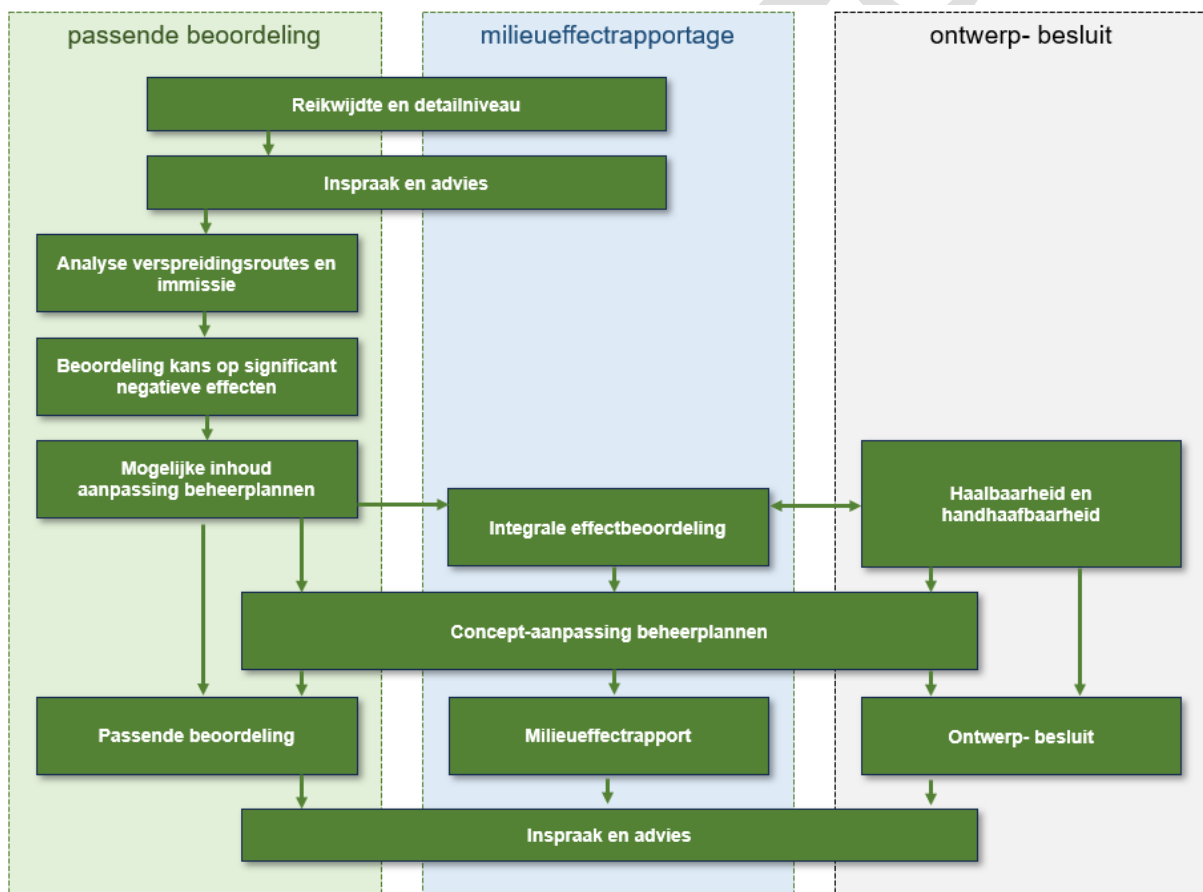 passende beoordeling
milieueffectrapportage
ontwerp- besluit
Reikwijdte en detailniveau
Inspraak en advies
Analyse verspreidingsroutes en
immissie
Beoordeling kans op significant
negatieve effecten
Mogelijke inhoud
aanpassing beheerplannen
Integrale effectbeoordeling
Haalbaarheid en
handhaafbaarheid
Concept-aanpassing beheerplannen
Passende beoordeling
Milieueffectrapport
Ontwerp- besluit
Inspraak en advies